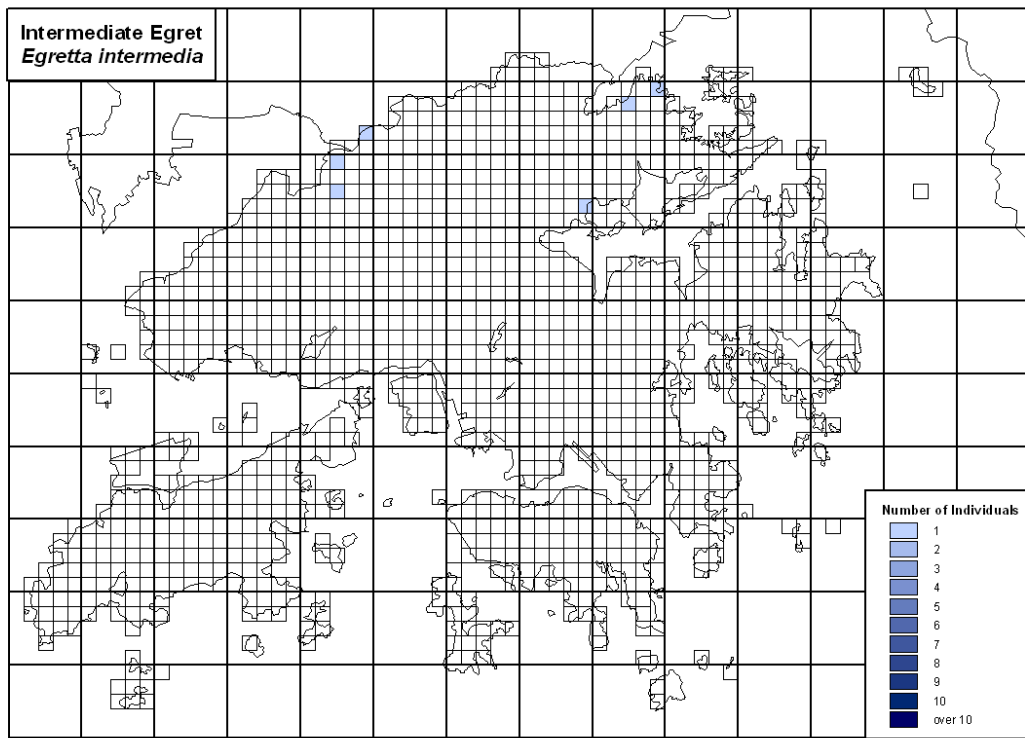 Intermediate Egret
Egretta intermedia
Number of Individuals
1
2
3
4
5
6
7
8
9
10
over 10